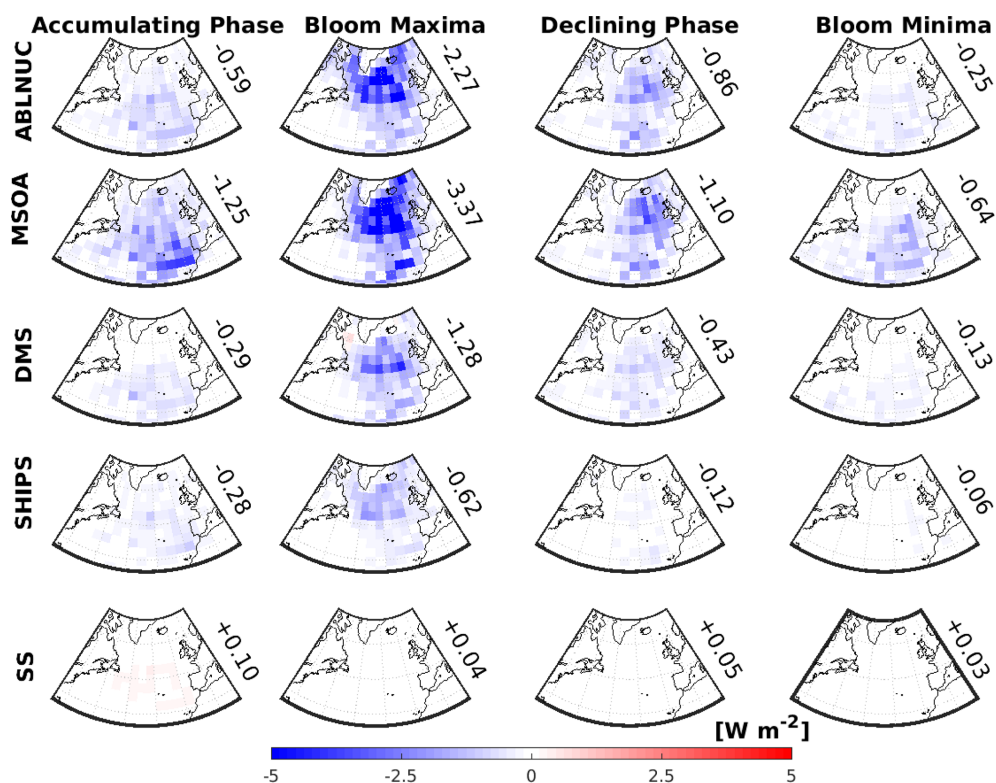 Accumulating Phase Bloom Maxima Declining Phase Bloom Minima
ABLNUC -0.59 -2.27 -0.86 -0.25
MSOA -1.25 -3.37 -1.10 -0.64
DMS -0.29 -1.28 -0.43 -0.13
SHIPS -0.28 -0.62 -0.12 -0.06
SS +0.10 +0.04 +0.05 +0.03
[W m-2]
-5 -2.5 0 2.5 5